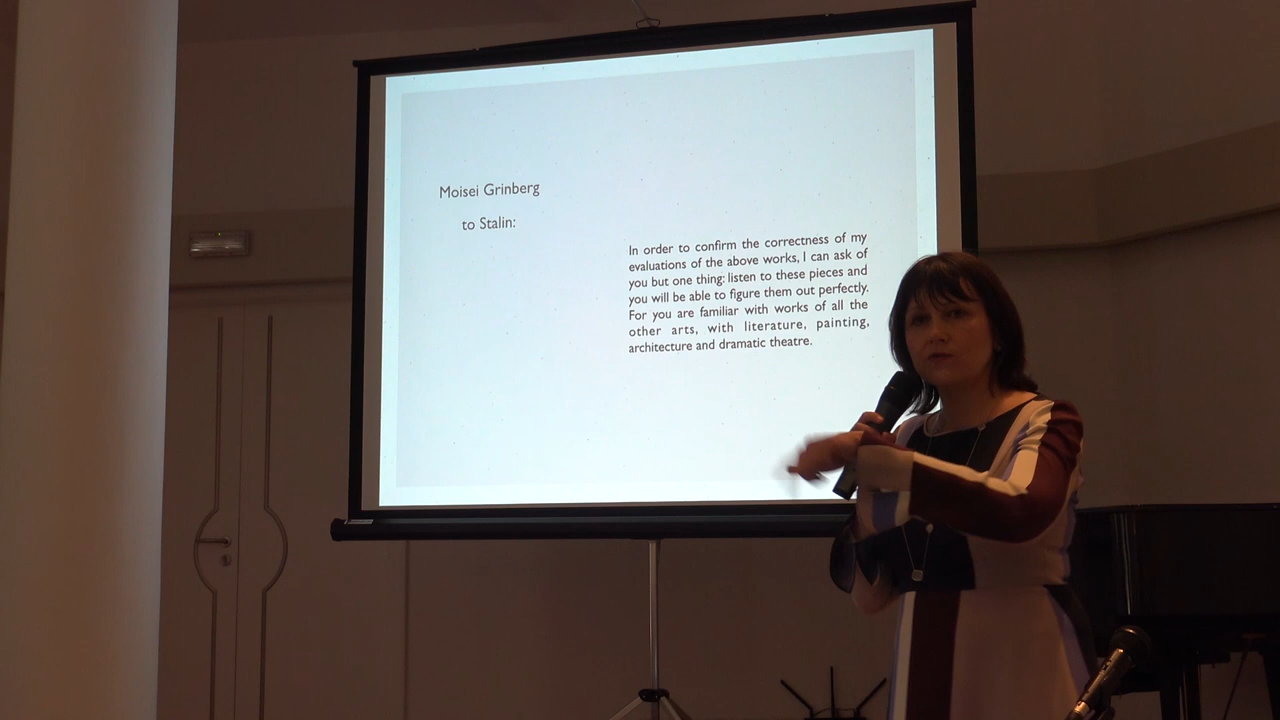 Moisei Grinberg
to Stalin:
In order to confirm the correctness of my
evaluations of the above works, I can ask of
you but one thing: listen to these pieces and
you will be able to figure them out perfectly.
For you are familiar with works of all the
other arts, with literature, painting,
architecture and dramatic theatre.